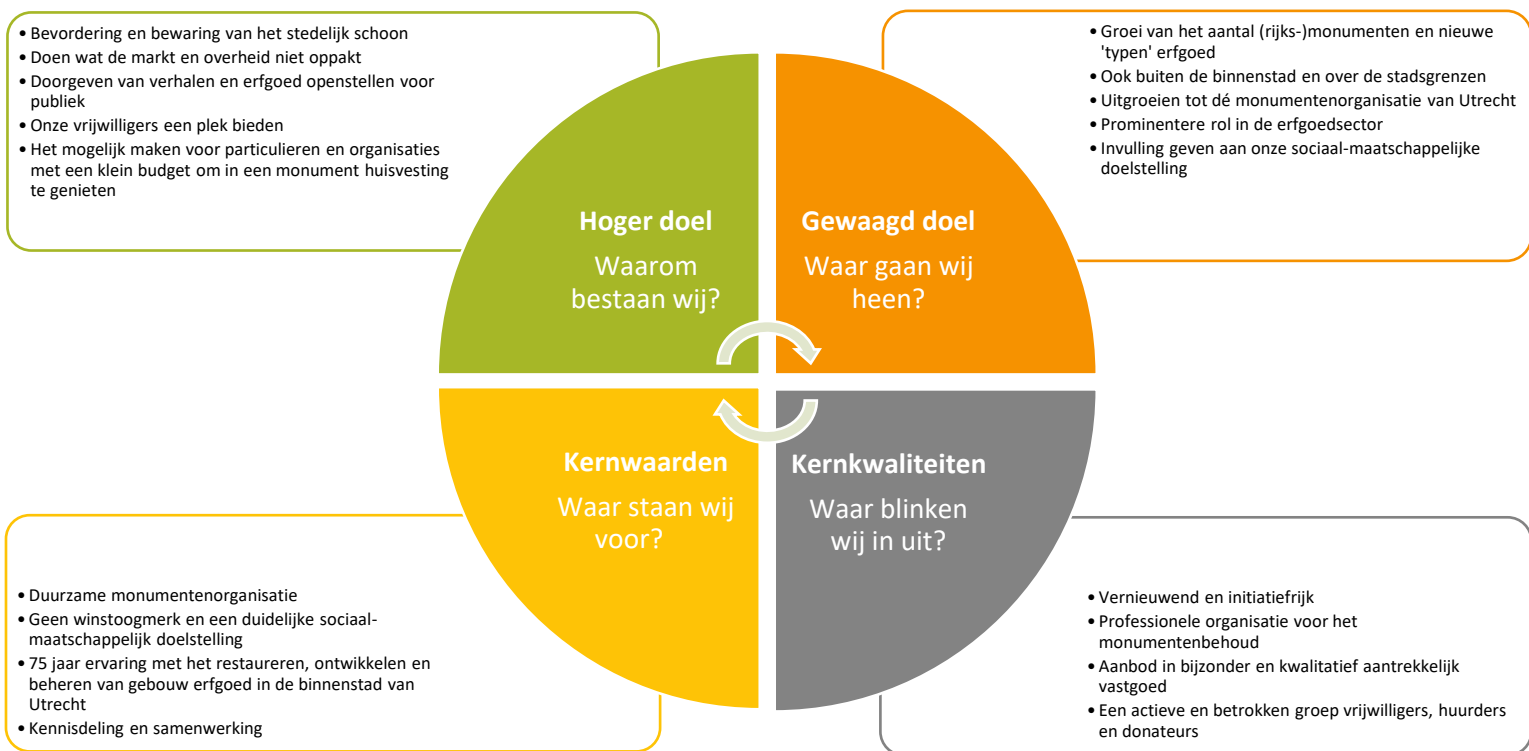 • Bevordering en bewaring van het stedelijk schoon
• Doen wat de markt en overheid niet oppakt
• Doorgeven van verhalen en erfgoed openstellen voor
publiek
• Onze vrijwilligers een plek bieden
• Het mogelijk maken voor particulieren en organisaties
met een klein budget om in een monument huisvesting
te genieten
• Groei van het aantal (rijks-)monumenten en nieuwe
'typen' erfgoed
• Ook buiten de binnenstad en over de stadsgrenzen
• Uitgroeien tot dé monumentenorganisatie van Utrecht
• Prominentere rol in de erfgoedsector
• Invulling geven aan onze sociaal-maatschappelijke
doelstelling
Hoger doel
Waarom
bestaan wij?
Gewaagd doel
Waar gaan wij
heen?
Kernwaarden
Waar staan wij
voor?
Kernkwaliteiten
Waar blinken
wij in uit?
• Duurzame monumentenorganisatie
• Geen winstoogmerk en een duidelijke sociaal-
maatschappelijk doelstelling
• 75 jaar ervaring met het restaureren, ontwikkelen en
beheren van gebouw erfgoed in de binnenstad van
Utrecht
• Kennisdeling en samenwerking
• Vernieuwend en initiatiefrijk
• Professionele organisatie voor het
monumentenbehoud
• Aanbod in bijzonder en kwalitatief aantrekkelijk
vastgoed
• Een actieve en betrokken groep vrijwilligers, huurders
en donateurs